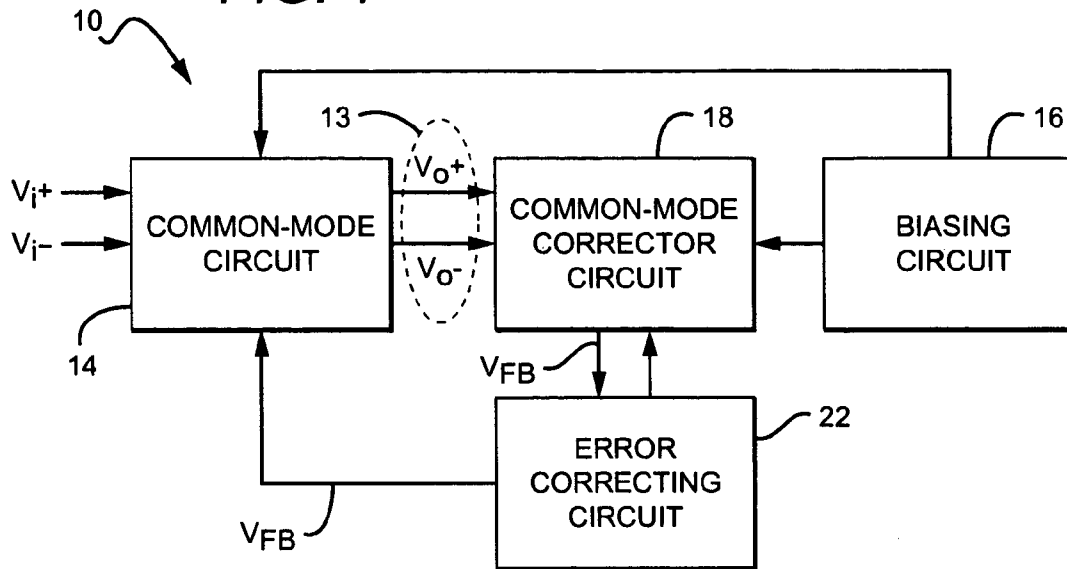 10
13
18
16
Vi+
Vi-
COMMON-MODE
CIRCUIT
Vo+
Vo-
COMMON-MODE
CORRECTOR
CIRCUIT
BIASING
CIRCUIT
14
VFB
22
ERROR
CORRECTING
CIRCUIT
VFB